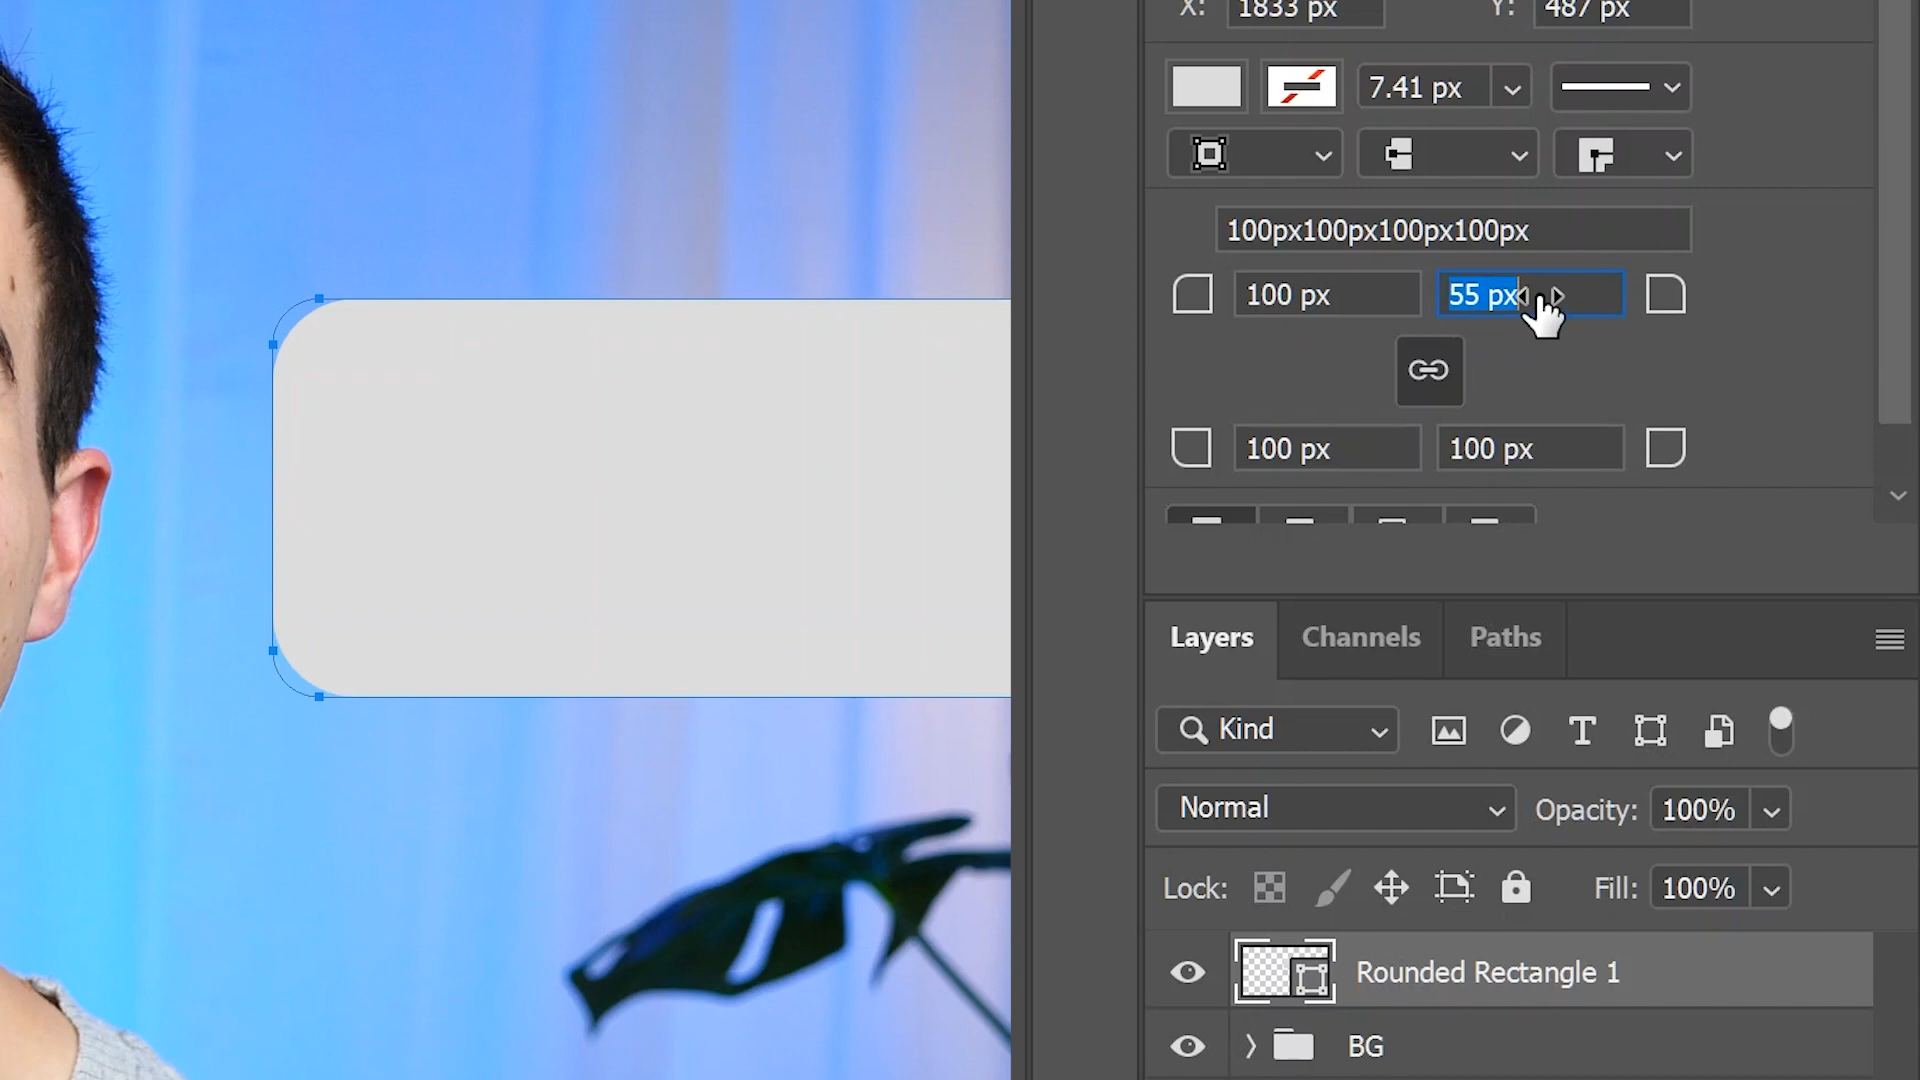 X: 1833 px Y: 487 px
7.41 px
100px100px100px100px
100 px 55 px
100 px 100 px
Layers Channels Paths
Kind T
Normal Opacity: 100%
Lock: Fill: 100%
Rounded Rectangle 1
BG